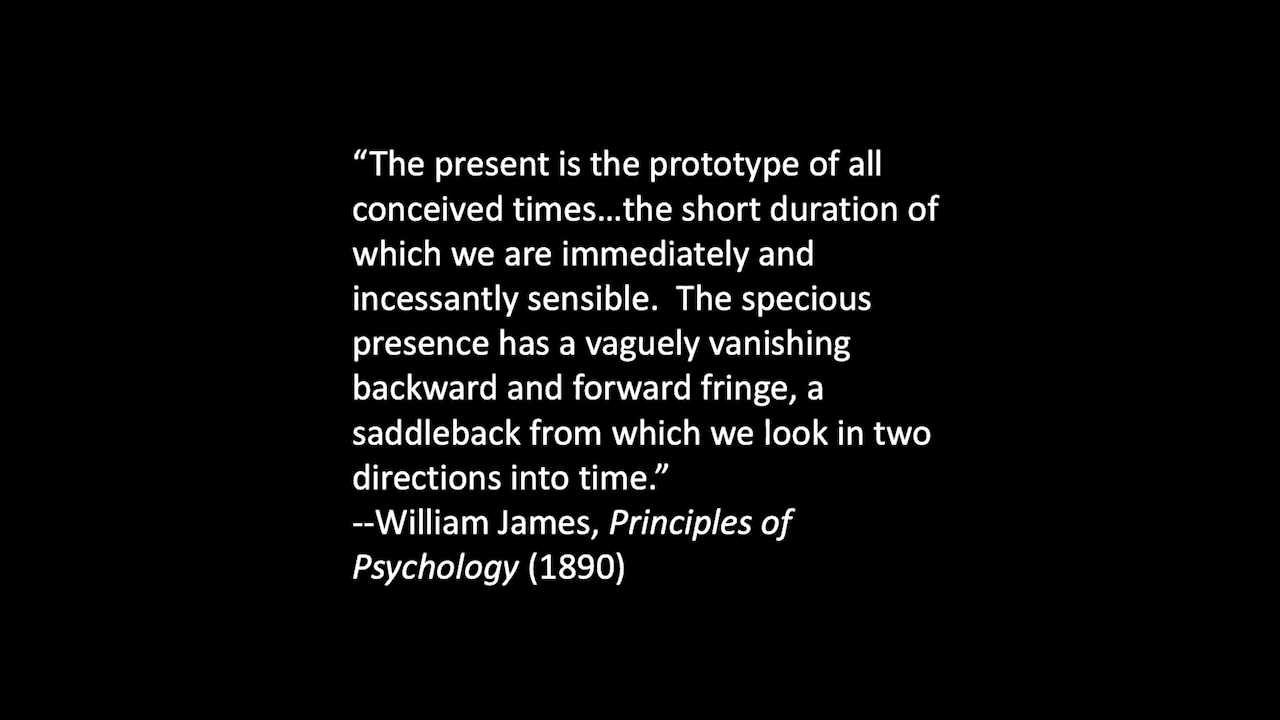 “The present is the prototype of all
conceived times…the short duration of
which we are immediately and
incessantly sensible.  The specious
presence has a vaguely vanishing
backward and forward fringe, a
saddleback from which we look in two
directions into time.”
--William James, Principles of
Psychology (1890)